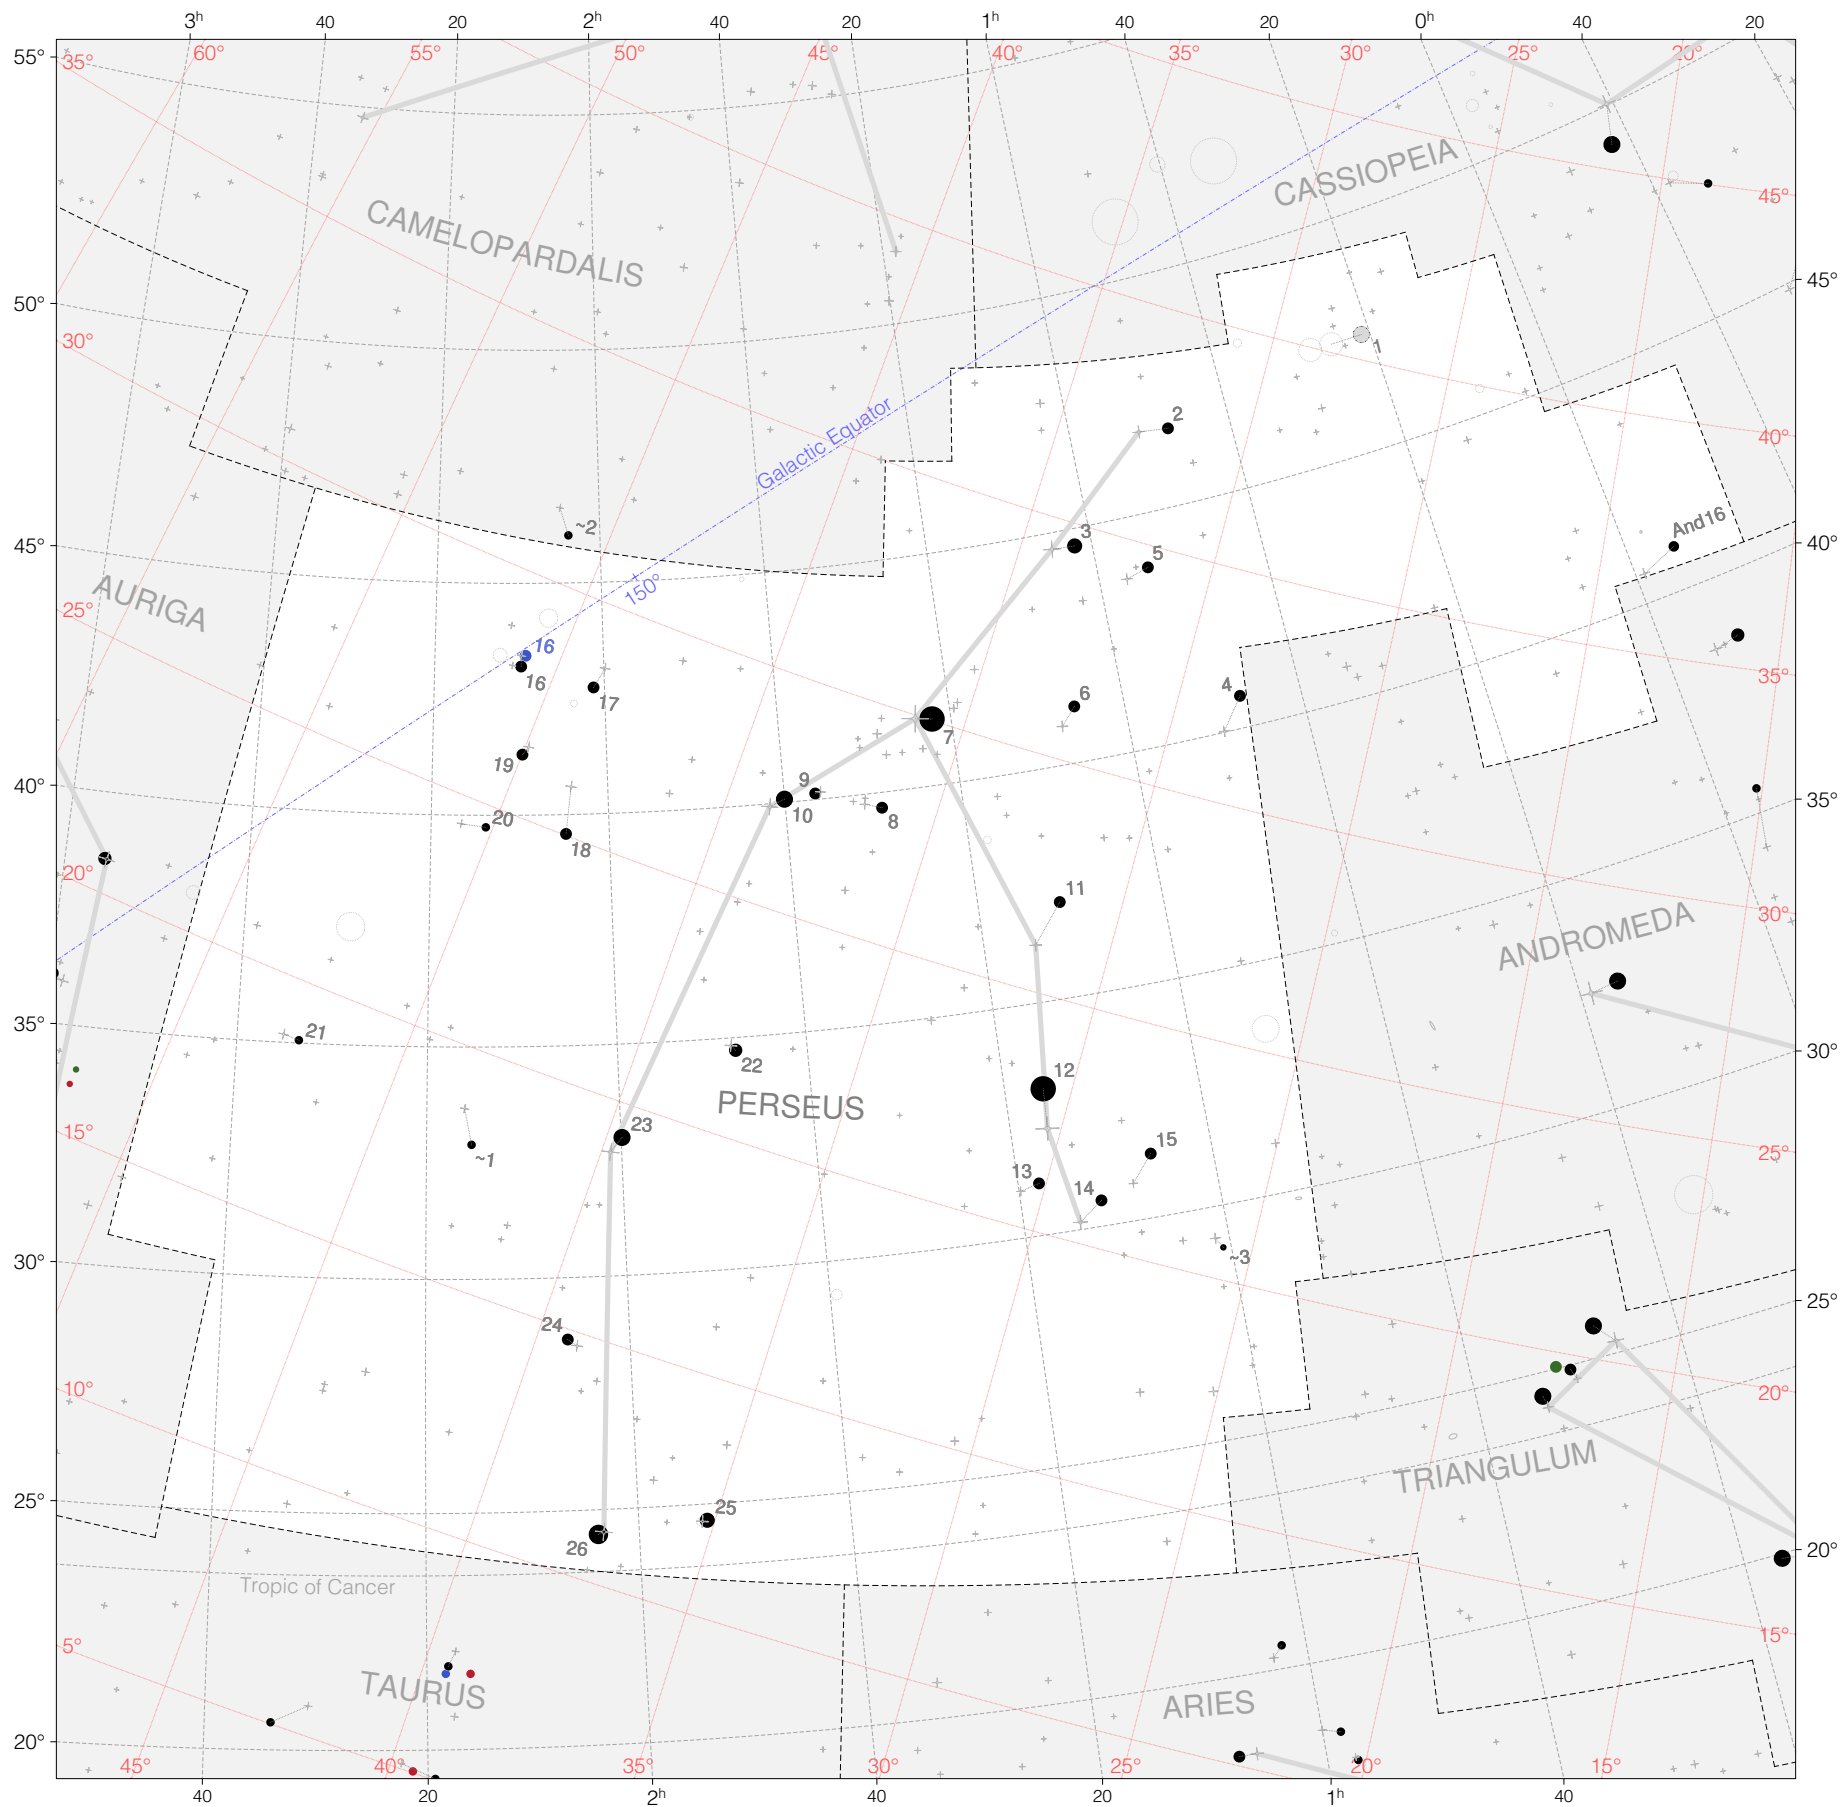 3h 40 20 2h 40 20 1h 40 20 0h 40 20
55° 35° 60° 55° 50° 45° 40° 35° 30° 25° 20°
CASSIOPEIA
45°
CAMELOPARDALIS
50° 45°
30° 1
Galactic Equator
2 40°
~2 3 And16
45° 5 40°
AURIGA 150°
25°
16
16 17 6 4 35°
7
19 9
40° 10 8 35°
20
18
20° 11 30°
ANDROMEDA
35° 21 22 30°
12
PERSEUS
15° 23 15 25°
~1 13 14
30° ~3
25°
24
10° 20°
TRIANGULUM
25° 25
26 20°
Tropic of Cancer
5° 15°
TAURUS ARIES
20° 45° 40° 35° 30° 25° 20° 15°
40 20 2h 40 20 1h 40